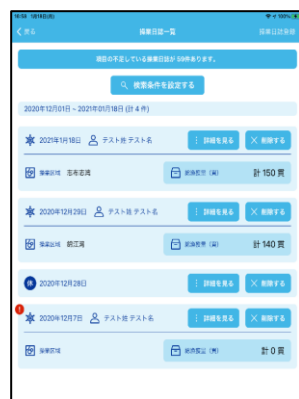 10:56 1月18日(月)
100%
戻る 操業日誌一覧 操業日誌登録
項目の不正している操業日誌が 59件あります。
検索条件を設定する
2020年12月01日 ~ 2021年01月18日 (計 4 件)
2021年1月18日 テスト姓 テスト名 詳細を見る 削除する
操業区域 志布志湾 計 150 貫
2020年12月29日 テスト姓 テスト名 詳細を見る 削除する
操業区域 錦江湾 計 140 貫
休 2020年12月28日 詳細を見る 削除する
2020年12月7日 テスト姓 テスト名 詳細を見る 削除する
操業区域 計 0 貫